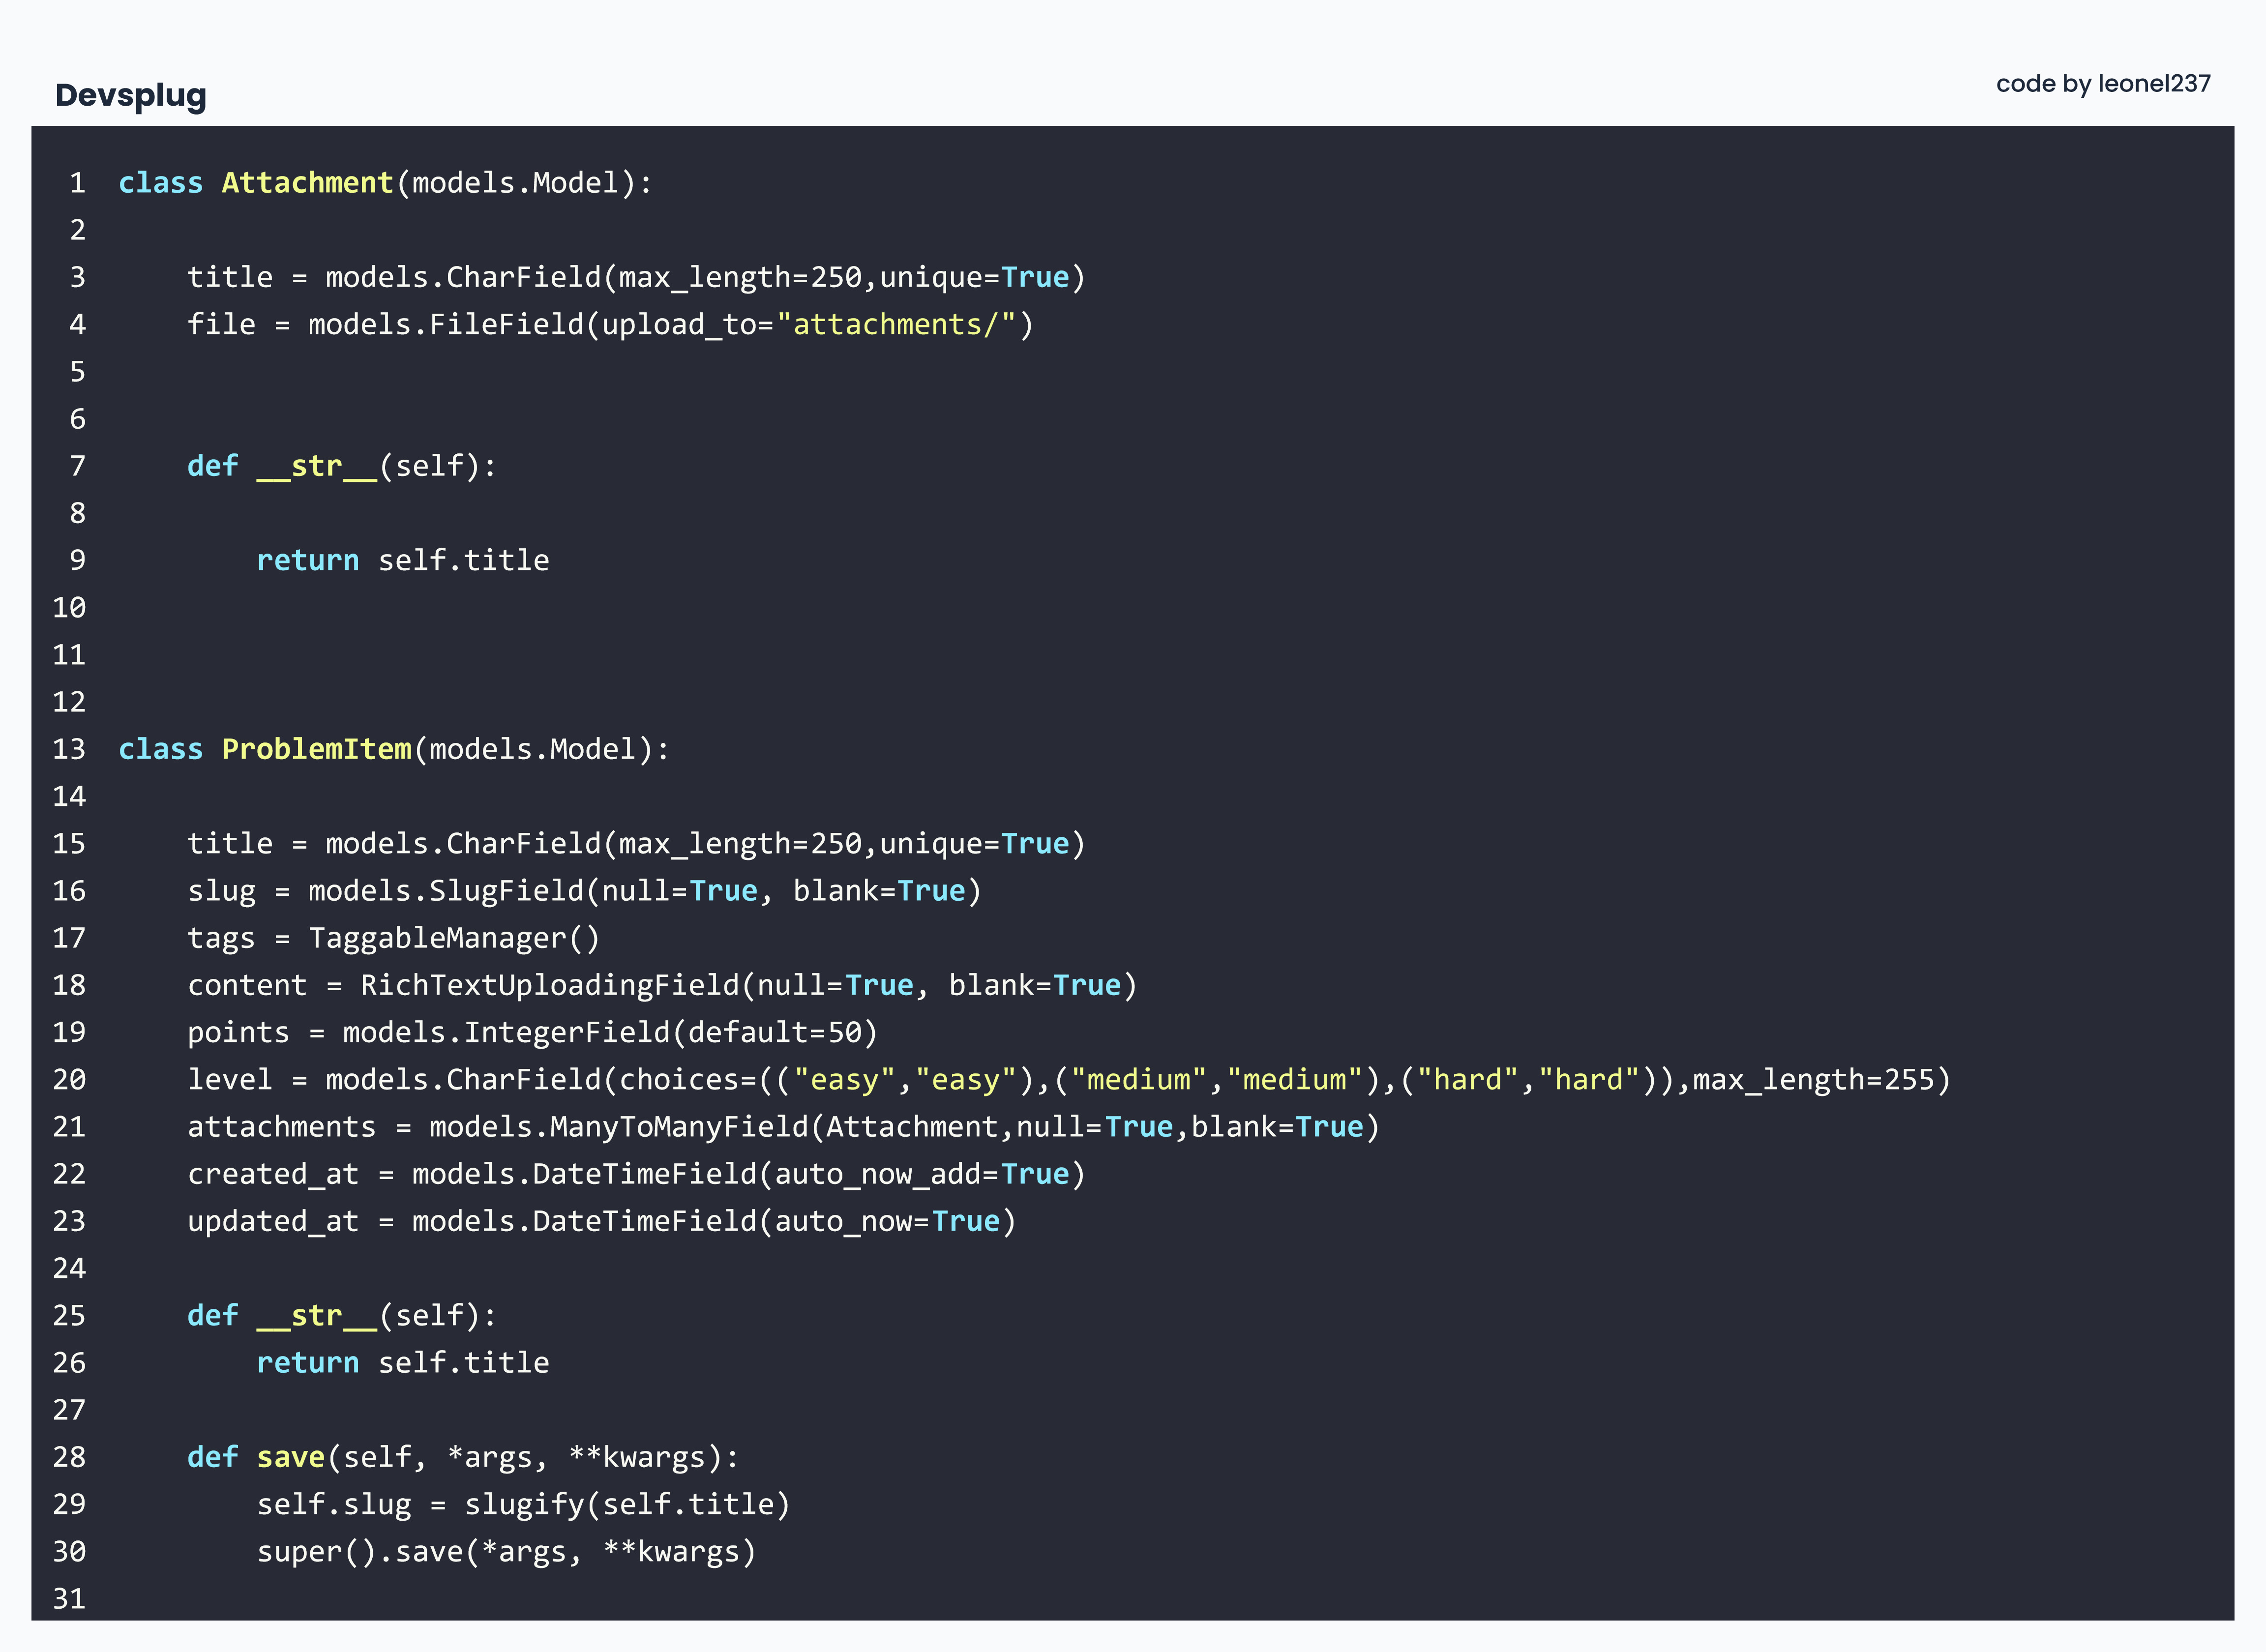 Devsplug
code by leonel237
1 class Attachment(models.Model):
2
3     title = models.CharField(max_length=250,unique=True)
4     file = models.FileField(upload_to="attachments/")
5
6
7     def __str__(self):
8
9         return self.title
10
11
12
13 class ProblemItem(models.Model):
14
15     title = models.CharField(max_length=250,unique=True)
16     slug = models.SlugField(null=True, blank=True)
17     tags = TaggableManager()
18     content = RichTextUploadingField(null=True, blank=True)
19     points = models.IntegerField(default=50)
20     level = models.CharField(choices=(("easy","easy"),("medium","medium"),("hard","hard")),max_length=255)
21     attachments = models.ManyToManyField(Attachment,null=True,blank=True)
22     created_at = models.DateTimeField(auto_now_add=True)
23     updated_at = models.DateTimeField(auto_now=True)
24
25     def __str__(self):
26         return self.title
27
28     def save(self, *args, **kwargs):
29         self.slug = slugify(self.title)
30         super().save(*args, **kwargs)
31